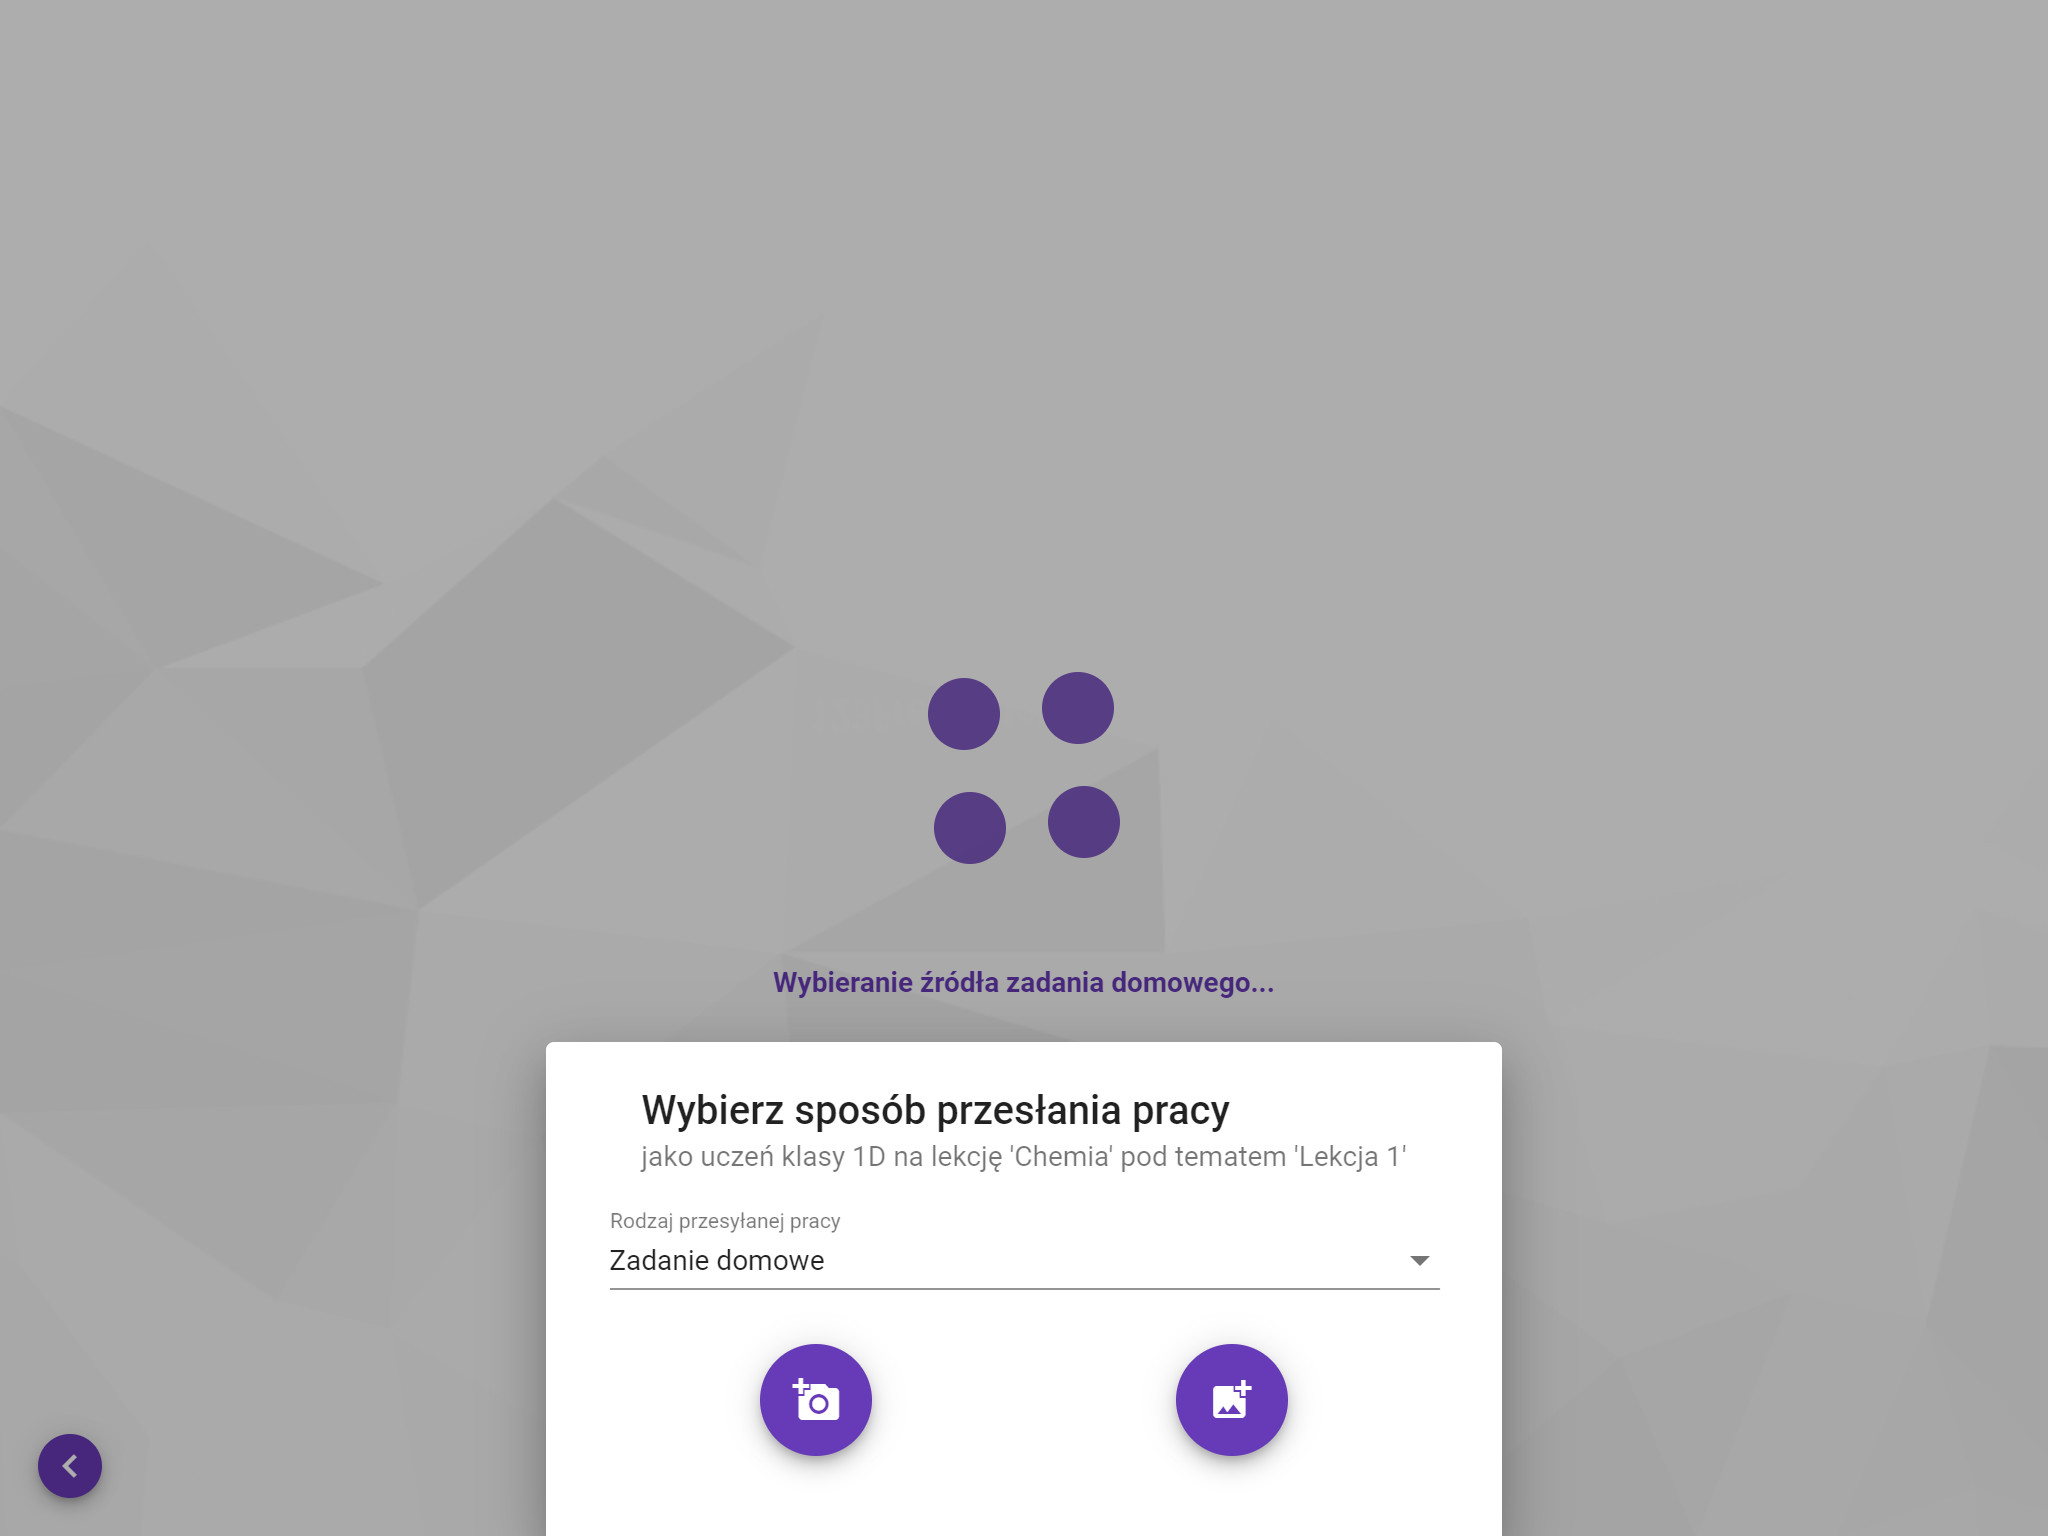 Wybieranie źródła zadania domowego...
Wybierz sposób przesłania pracy
jako uczeń klasy 1D na lekcję 'Chemia' pod tematem 'Lekcja 1'
Rodzaj przesyłanej pracy
Zadanie domowe